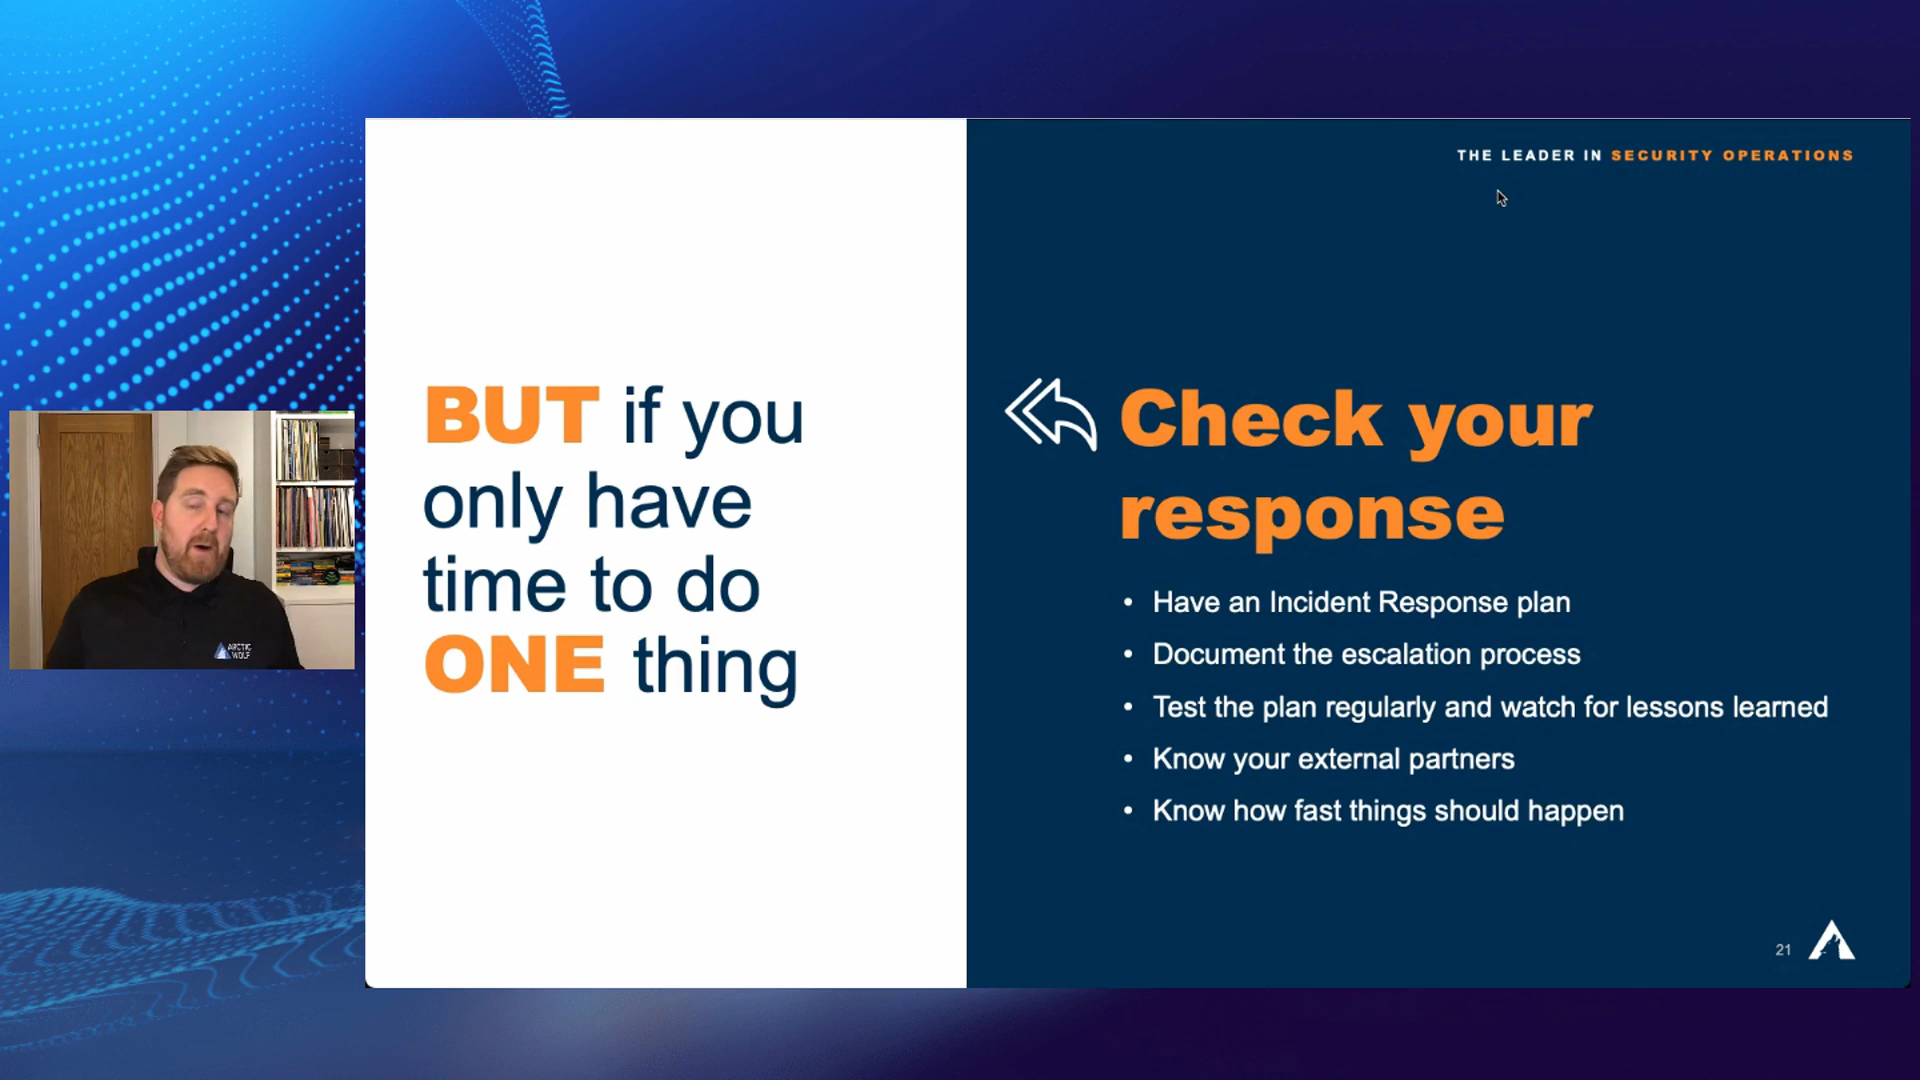 THE LEADER IN SECURITY OPERATIONS
BUT if you
only have
time to do
ONE thing
Check your
response
• Have an Incident Response plan
• Document the escalation process
• Test the plan regularly and watch for lessons learned
• Know your external partners
• Know how fast things should happen
ARCTIC
WOLF
21